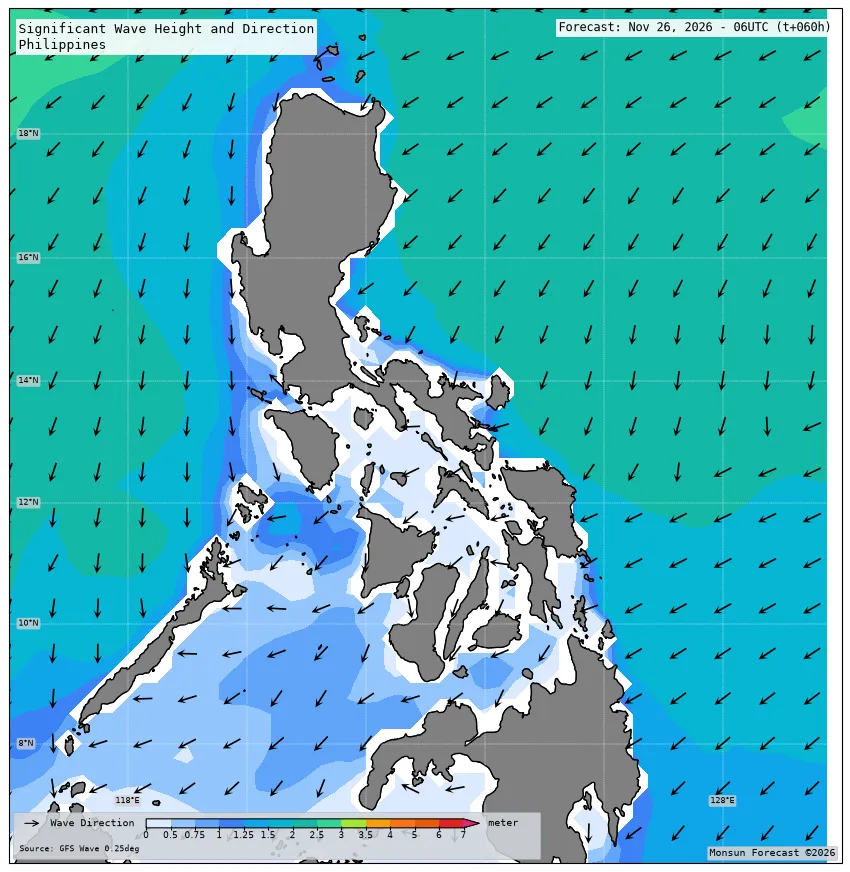 Significant Wave Height and Direction
Philippines
Forecast: Nov 26, 2026 - 06UTC (t+060h)
18°N
16°N
14°N
12°N
10°N
8°N
118°E
128°E
Wave Direction
0 0.5 0.75 1 1.25 1.5 2 2.5 3 3.5 4 5 6 7
meter
Source: GFS Wave 0.25deg
Monsun Forecast ©2026